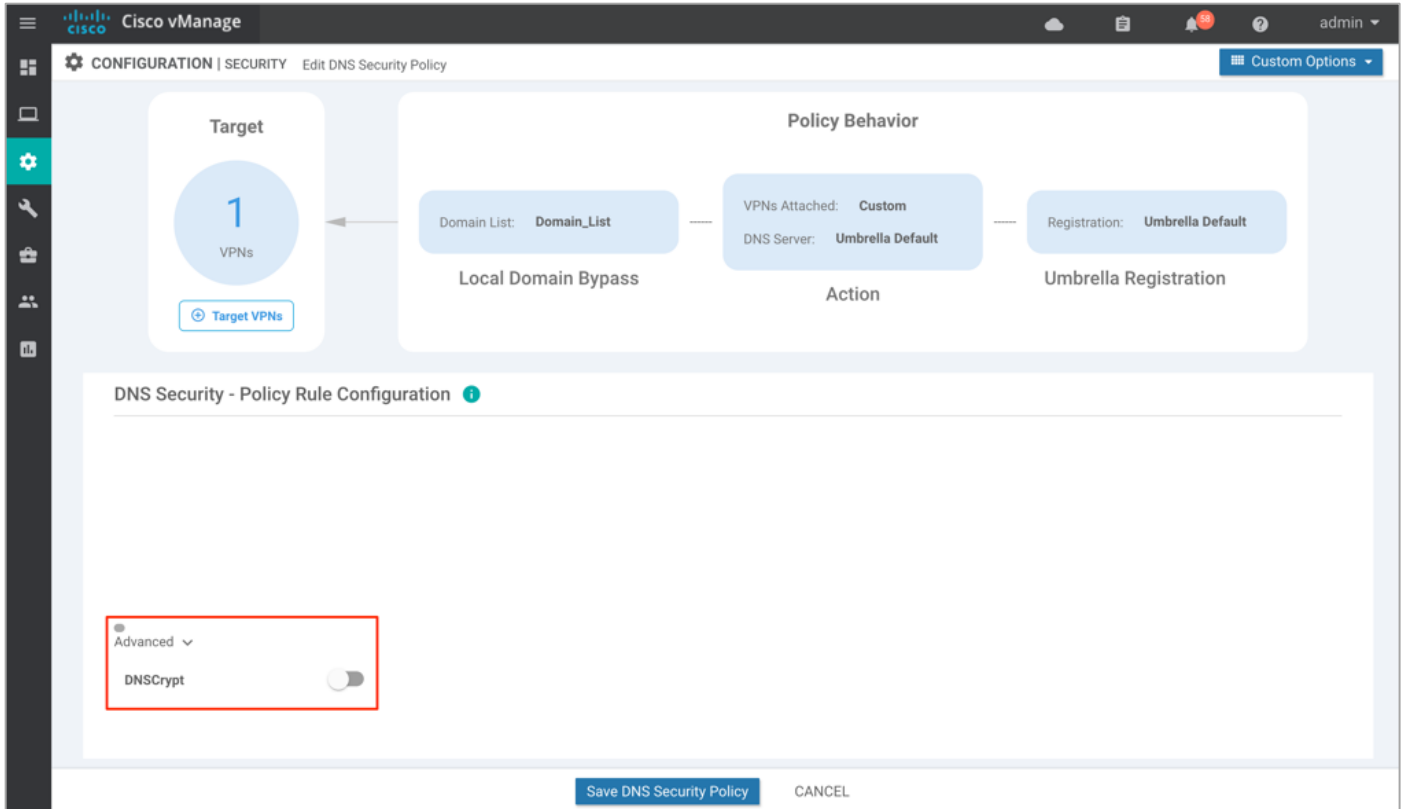 cisco Cisco vManage 58 admin
CONFIGURATION | SECURITY Edit DNS Security Policy Custom Options
Target
1
VPNs
Target VPNs
Policy Behavior
Domain List: Domain_List
Local Domain Bypass
VPNs Attached: Custom
DNS Server: Umbrella Default
Action
Registration: Umbrella Default
Umbrella Registration
DNS Security - Policy Rule Configuration
Advanced
DNSCrypt
Save DNS Security Policy CANCEL